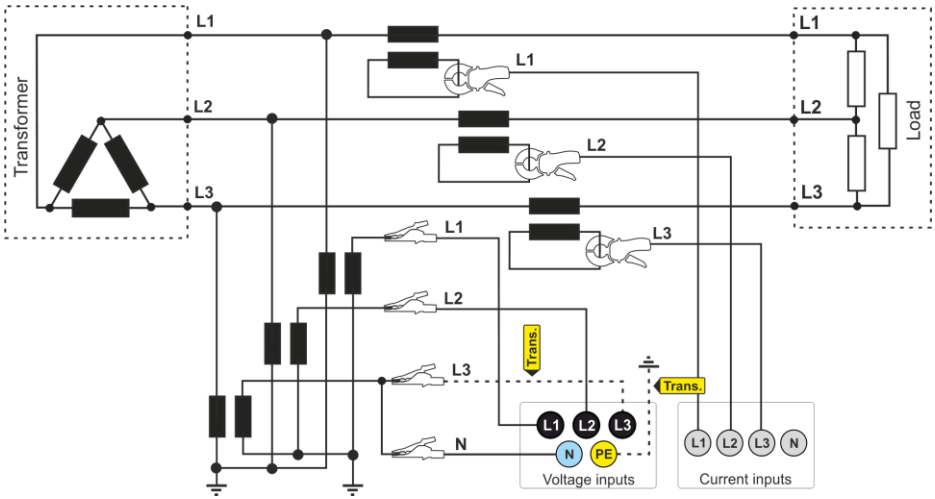 L1
L1
Transformer
L1
L2
L2
L2
Load
L3
L3
L1
L3
L2
Trans.
L3
Trans.
L1
L2
L3
N
N
PE
L1
L2
L3
N
Voltage inputs
Current inputs